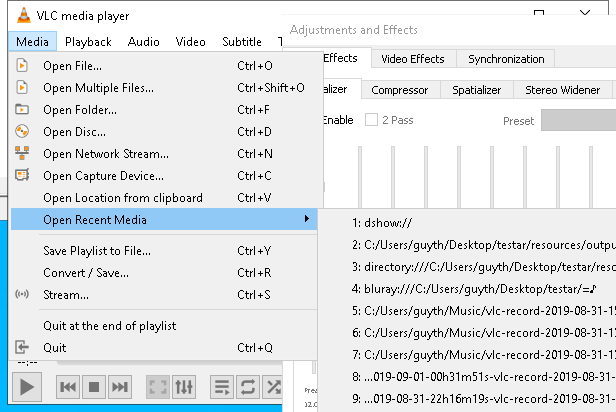 VLC media player
Media Playback Audio Video Subtitle
Adjustments and Effects
Effects Video Effects Synchronization
Compressor Spatializer Stereo Widener
Enable 2 Pass Preset
Open File... Ctrl+O
Open Multiple Files... Ctrl+Shift+O
Open Folder... Ctrl+F
Open Disc... Ctrl+D
Open Network Stream... Ctrl+N
Open Capture Device... Ctrl+C
Open Location from clipboard Ctrl+V
Open Recent Media
Save Playlist to File... Ctrl+Y
Convert / Save... Ctrl+R
Stream... Ctrl+S
Quit at the end of playlist
Quit Ctrl+Q
1: dshow://
2: C:/Users/guyth/Desktop/testar/resources/outpu
3: directory:///C:/Users/guyth/Desktop/testar/reso
4: bluray:///C:/Users/guyth/Desktop/testar/=♪
5: C:/Users/guyth/Music/vlc-record-2019-08-31-15
6: C:/Users/guyth/Music/vlc-record-2019-08-31-1
7: C:/Users/guyth/Music/vlc-record-2019-08-31-1
8: ...019-09-01-00h31m51s-vlc-record-2019-08-31-
9: ...019-08-31-22h16m19s-vlc-record-2019-08-31-